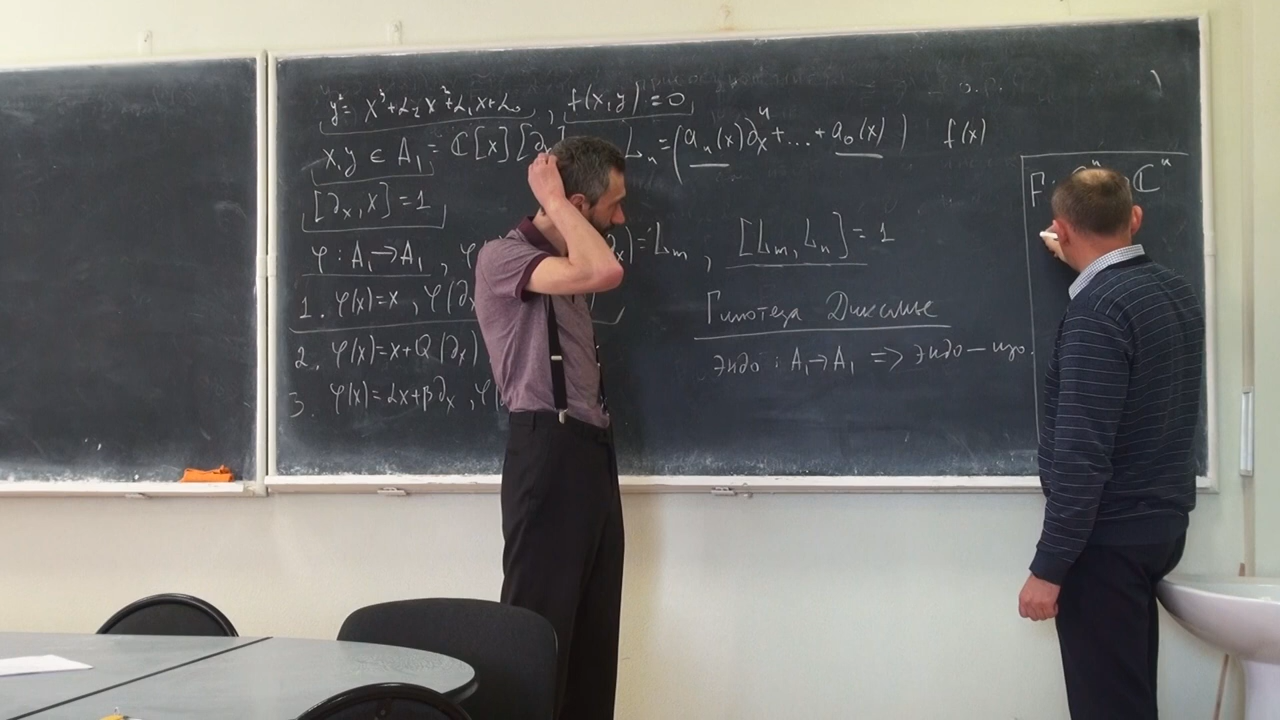 y² = x³+α₂x²+α₁x+α₀ , f(x,y)=0,
x,y ∈ A₁ = ℂ[x][∂ₓ] Lₙ = (aₙ(x)∂ₓⁿ+...+a₀(x)) f(x)
[∂ₓ,x]=1
F: ℂⁿ ℂⁿ
φ: A₁→A₁ , φ( )=Lₘ , [Lₘ,Lₙ]=1
1. φ(x)=x , φ(∂ₓ
Гипотеза Диксмье
2. φ(x)=x+Q(∂ₓ)
Эндо : A₁→A₁ => Эндо — изо.
3. φ(x)=αx+β∂ₓ , φ(